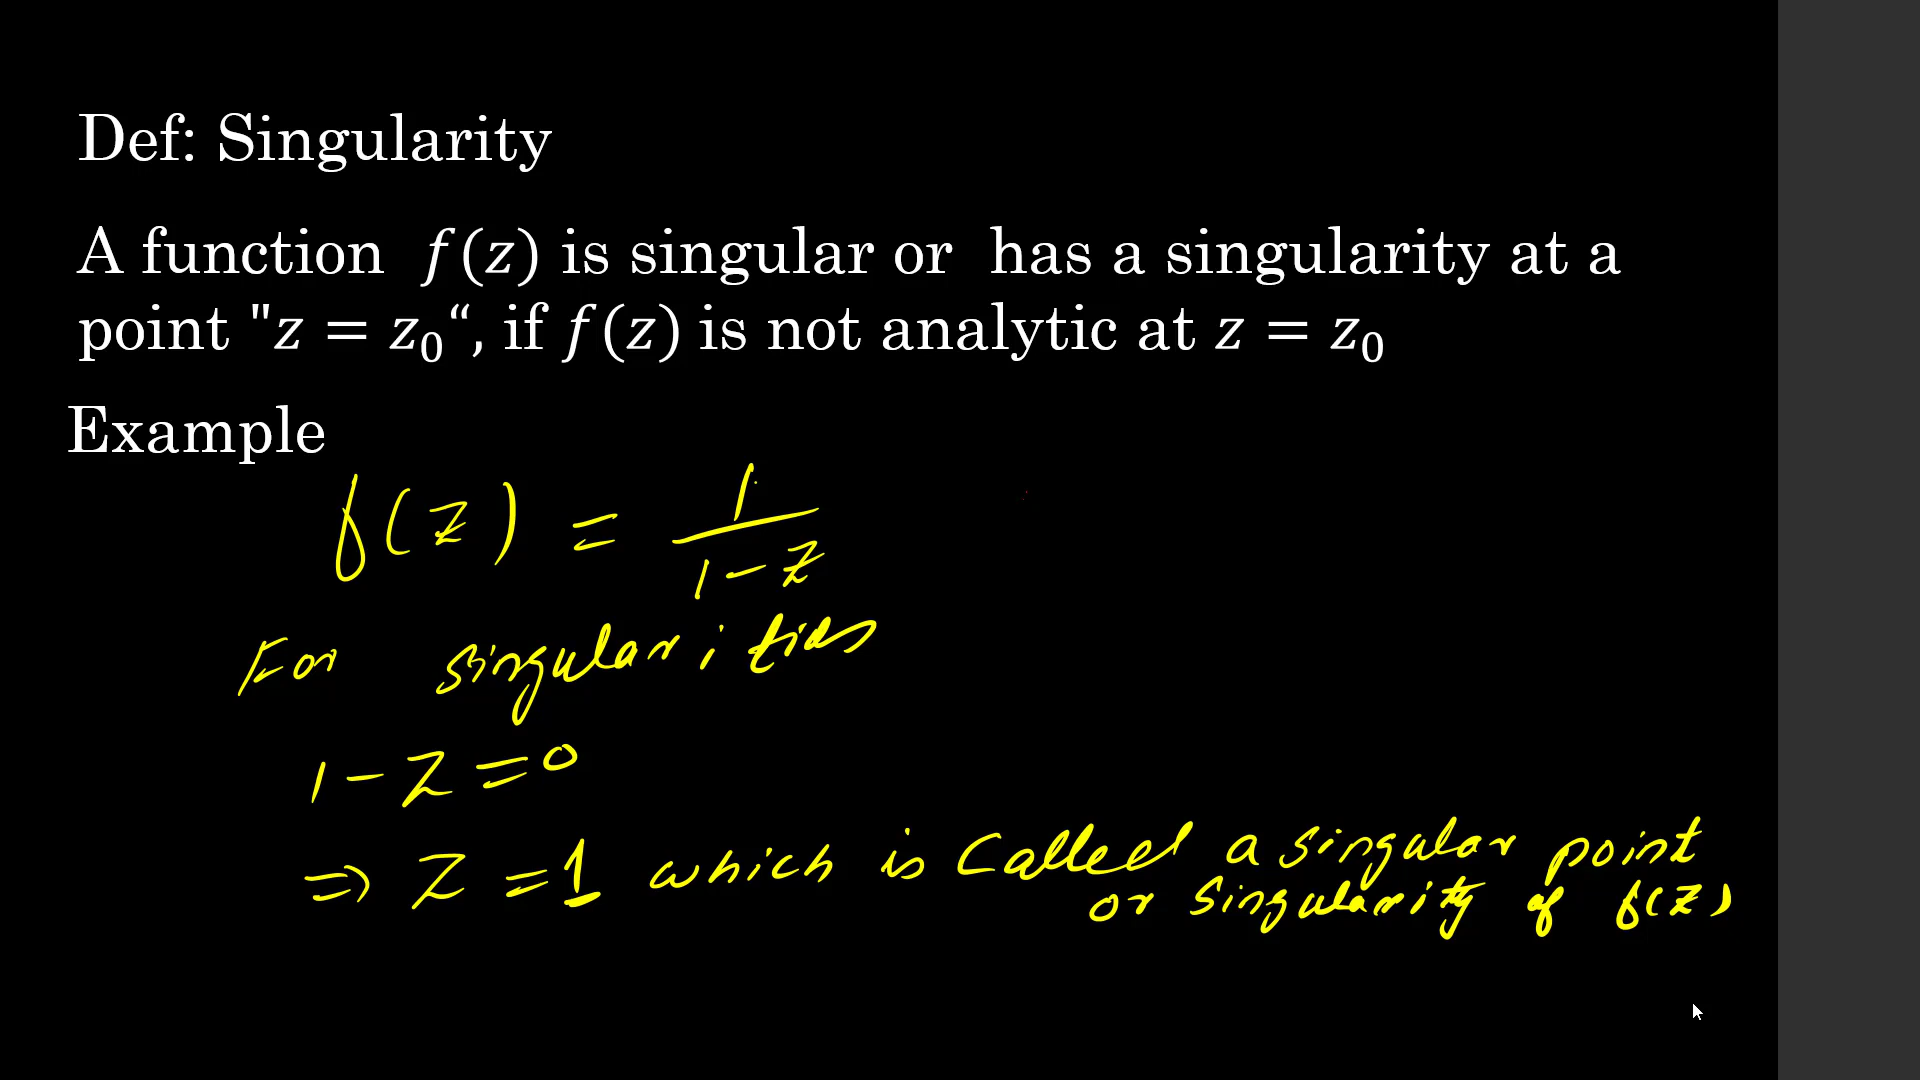 Def: Singularity
A function f(z) is singular or has a singularity at a
point "z = z₀“, if f(z) is not analytic at z = z₀
Example
f(z) = 1/(1-z)
For singularities
1-z=0
⇒ z = 1 which is called a singular point
or singularity of f(z)